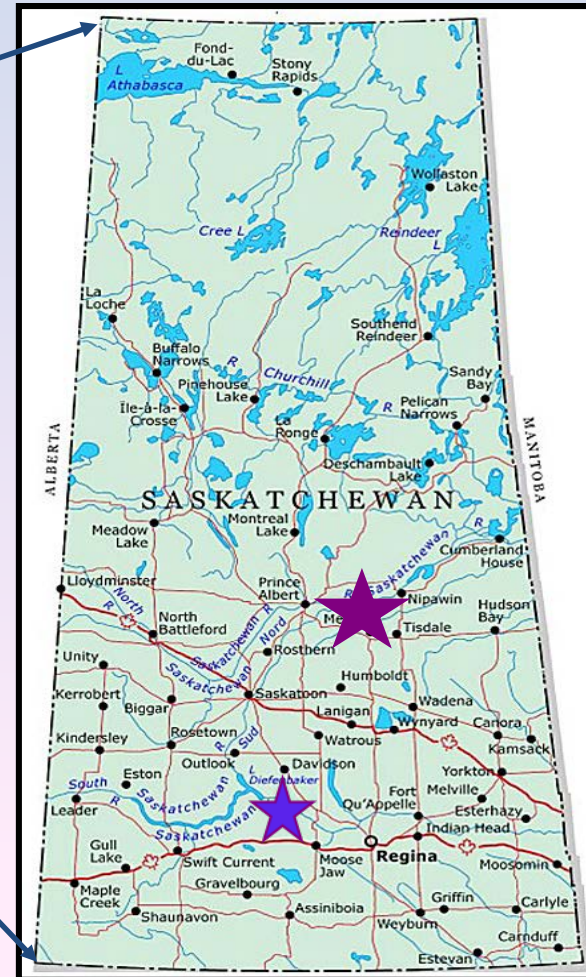 Fond-
du-Lac
Stony
Rapids
L
Athabasca
Wollaston
Lake
Cree L
Reindeer
L
La
Loche
Southend
Reindeer
Buffalo
Narrows
R
Churchill
R
Pinehouse
Lake
Sandy
Bay
Île-à-la-
Crosse
Pelican
Narrows
La
Ronge
Deschambault
Lake
ALBERTA
MANITOBA
SASKATCHEWAN
Meadow
Lake
Montreal
Lake
R
Saskatchewan
R
Cumberland
House
Lloydminster
Prince
Albert
Nipawin
North
R
Saskatchewan
R
Nord
Me
Tisdale
Hudson
Bay
North
Battleford
Rosthern
Unity
Saskatchewan
Humboldt
Kerrobert
Biggar
Saskatoon
Wadena
Lanigan
Wynyard
Canora
Kamsack
Kindersley
Rosetown
Outlook
R
Sud
Watrous
Davidson
L
Diefenbaker
Yorkton
Eston
South
R
Saskatchewan
Saskatchewan
Leader
Fort
Qu'Appelle
Melville
Esterhazy
Indian Head
Gull
Lake
Swift Current
Moose
Jaw
Regina
Moosomin
Maple
Creek
Gravelbourg
Shaunavon
Assiniboia
Griffin
Weyburn
Carlyle
Carnduff
Estevan